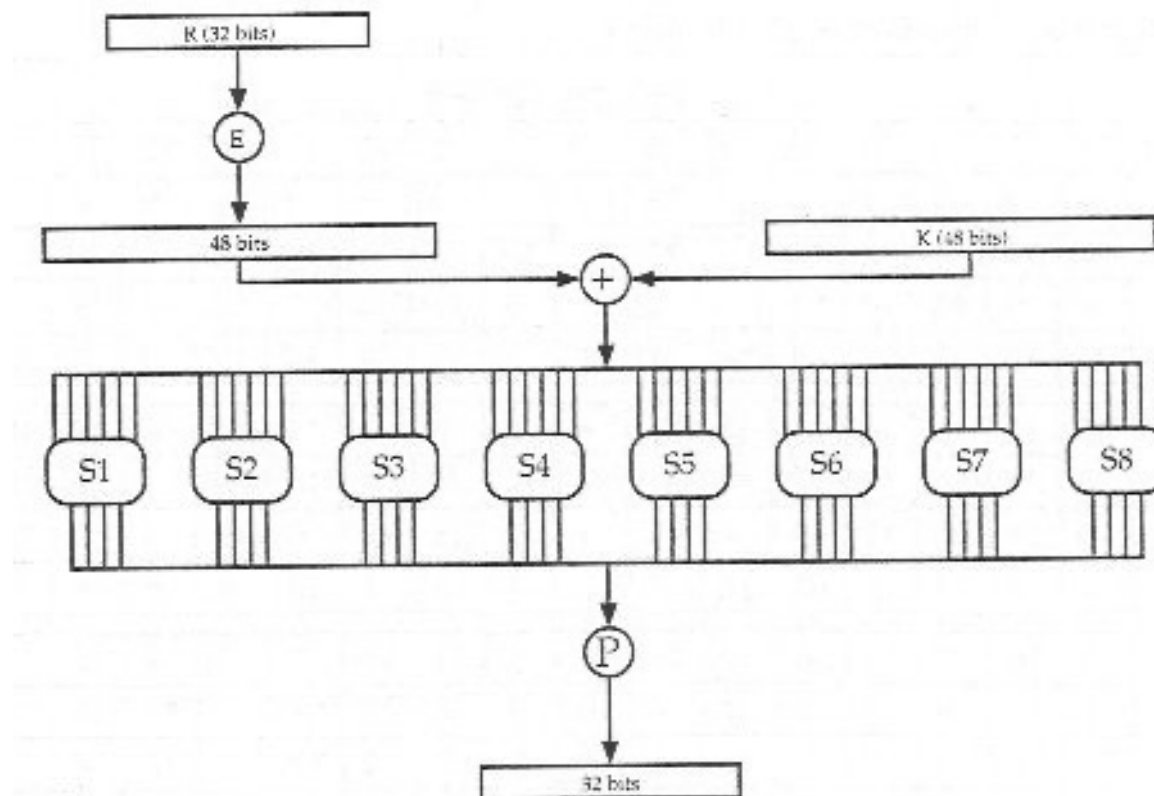 R (32 bits)
E
48 bits
K (48 bits)
+
S1 S2 S3 S4 S5 S6 S7 S8
P
32 bits